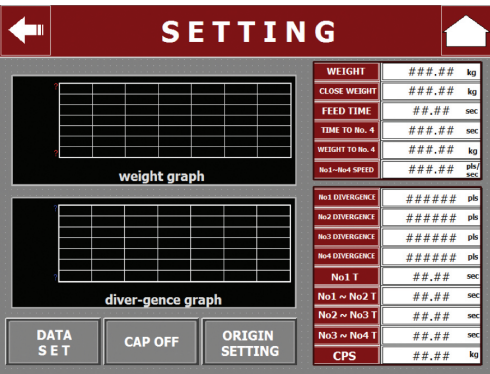 SETTING
WEIGHT ###.## kg
CLOSE WEIGHT ###.## kg
FEED TIME ##.## sec
TIME TO No. 4 ###.## sec
WEIGHT TO No. 4 ###.## kg
No1~No4 SPEED ###.## pls/
sec
?
?
weight graph
No1 DIVERGENCE ###### pls
No2 DIVERGENCE ###### pls
No3 DIVERGENCE ###### pls
No4 DIVERGENCE ###### pls
No1 T ##.## sec
No1 ~ No2 T ##.## sec
No2 ~ No3 T ##.## sec
No3 ~ No4 T ##.## sec
CPS ##.## kg
?
?
diver-gence graph
DATA
SET
CAP OFF
ORIGIN
SETTING